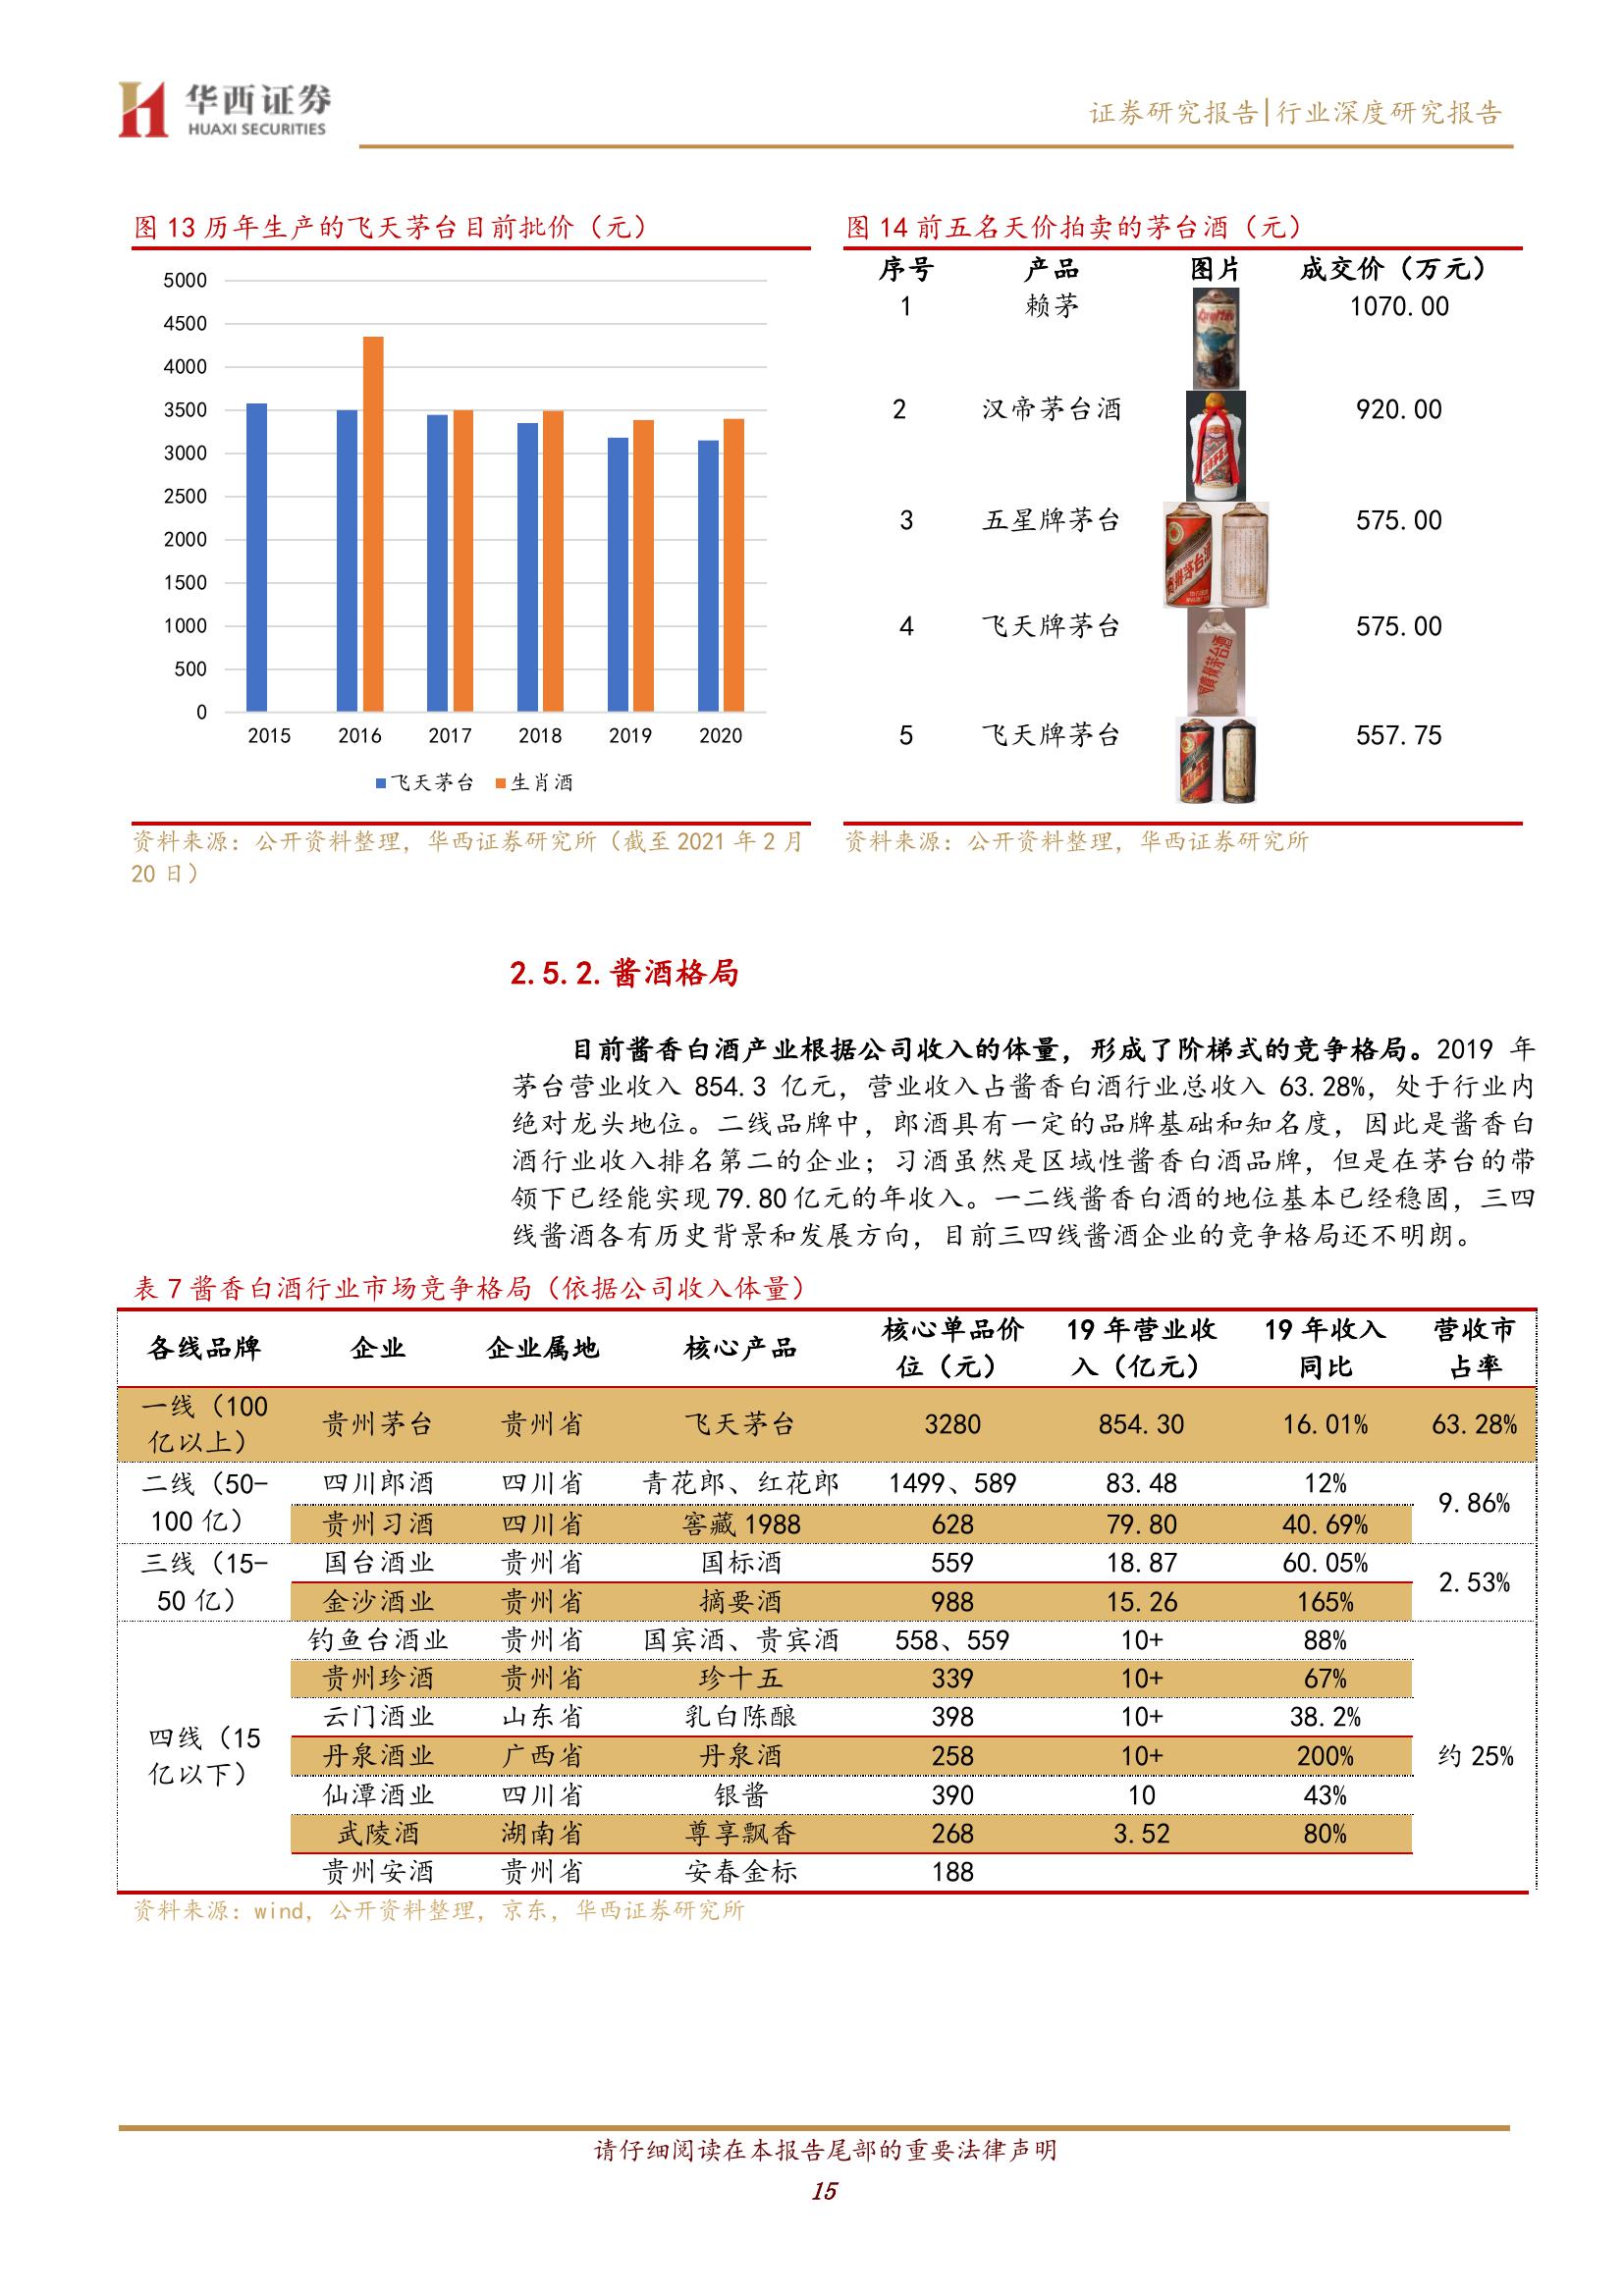 华西证券
HUAXI SECURITIES
证券研究报告|行业深度研究报告
图 13 历年生产的飞天茅台目前批价（元）
5000
4500
4000
3500
3000
2500
2000
1500
1000
500
0
2015 2016 2017 2018 2019 2020
飞天茅台 生肖酒
资料来源：公开资料整理，华西证券研究所（截至 2021 年 2 月
20 日）
图 14 前五名天价拍卖的茅台酒（元）
序号 产品 图片 成交价（万元）
1 赖茅 1070.00
2 汉帝茅台酒 920.00
3 五星牌茅台 575.00
4 飞天牌茅台 575.00
5 飞天牌茅台 557.75
资料来源：公开资料整理，华西证券研究所
2.5.2.酱酒格局
目前酱香白酒产业根据公司收入的体量，形成了阶梯式的竞争格局。2019 年
茅台营业收入 854.3 亿元，营业收入占酱香白酒行业总收入 63.28%，处于行业内
绝对龙头地位。二线品牌中，郎酒具有一定的品牌基础和知名度，因此是酱香白
酒行业收入排名第二的企业；习酒虽然是区域性酱香白酒品牌，但是在茅台的带
领下已经能实现 79.80 亿元的年收入。一二线酱香白酒的地位基本已经稳固，三四
线酱酒各有历史背景和发展方向，目前三四线酱酒企业的竞争格局还不明朗。
表 7 酱香白酒行业市场竞争格局（依据公司收入体量）
各线品牌 企业 企业属地 核心产品 核心单品价位（元） 19 年营业收入（亿元） 19 年收入同比 营收市占率
一线（100亿以上） 贵州茅台 贵州省 飞天茅台 3280 854.30 16.01% 63.28%
二线（50-100 亿） 四川郎酒 四川省 青花郎、红花郎 1499、589 83.48 12% 9.86%
贵州习酒 四川省 窖藏 1988 628 79.80 40.69%
三线（15-50 亿） 国台酒业 贵州省 国标酒 559 18.87 60.05% 2.53%
金沙酒业 贵州省 摘要酒 988 15.26 165%
四线（15亿以下） 钓鱼台酒业 贵州省 国宾酒、贵宾酒 558、559 10+ 88% 约 25%
贵州珍酒 贵州省 珍十五 339 10+ 67%
云门酒业 山东省 乳白陈酿 398 10+ 38.2%
丹泉酒业 广西省 丹泉酒 258 10+ 200%
仙潭酒业 四川省 银酱 390 10 43%
武陵酒 湖南省 尊享飘香 268 3.52 80%
贵州安酒 贵州省 安春金标 188
资料来源：wind，公开资料整理，京东，华西证券研究所
请仔细阅读在本报告尾部的重要法律声明
15